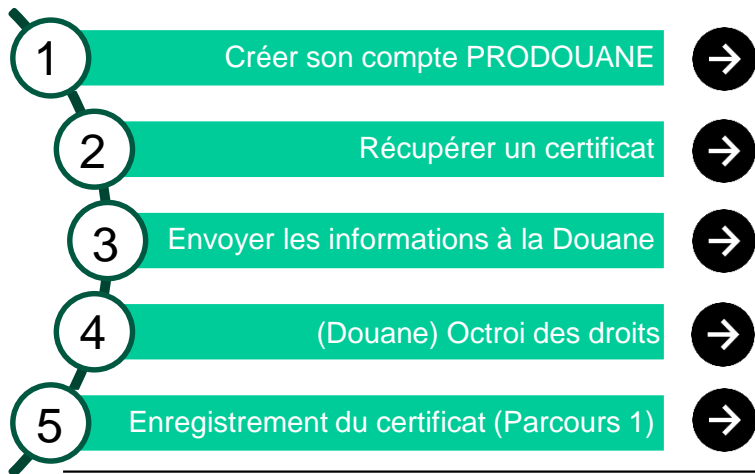 1 Créer son compte PRODOUANE
2 Récupérer un certificat
3 Envoyer les informations à la Douane
4 (Douane) Octroi des droits
5 Enregistrement du certificat (Parcours 1)